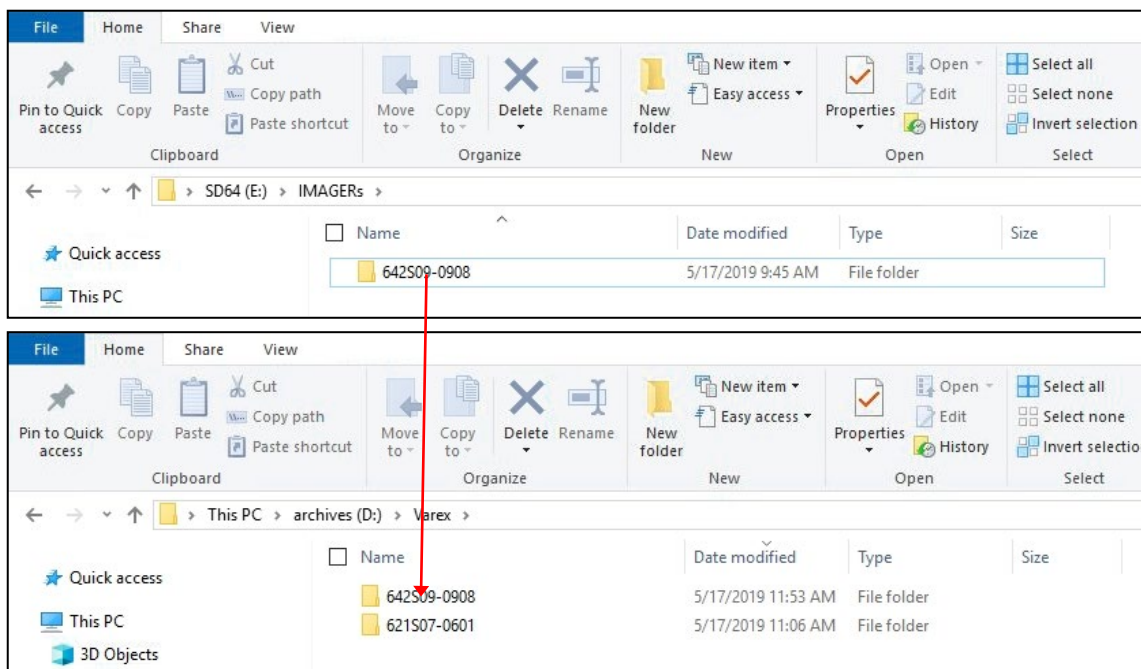 File Home Share View
Pin to Quick access
Copy
Paste
Cut
Copy path
Paste shortcut
Move to
Copy to
Delete
Rename
New folder
New item
Easy access
Properties
Open
Edit
History
Select all
Select none
Invert selection
Clipboard Organize New Open Select
SD64 (E:) > IMAGERs >
Name Date modified Type Size
Quick access
642S09-0908 5/17/2019 9:45 AM File folder
This PC
File Home Share View
Pin to Quick access
Copy
Paste
Cut
Copy path
Paste shortcut
Move to
Copy to
Delete
Rename
New folder
New item
Easy access
Properties
Open
Edit
History
Select all
Select none
Invert selectio
Clipboard Organize New Open Select
This PC > archives (D:) > Varex >
Name Date modified Type Size
Quick access
642S09-0908 5/17/2019 11:53 AM File folder
This PC
621S07-0601 5/17/2019 11:06 AM File folder
3D Objects